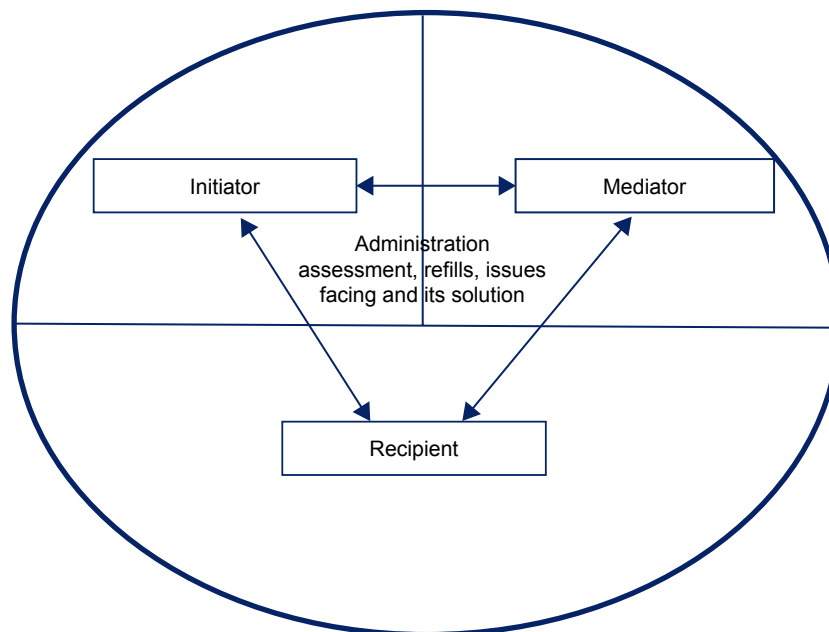 Initiator
Mediator
Administration
assessment, refills, issues
facing and its solution
Recipient